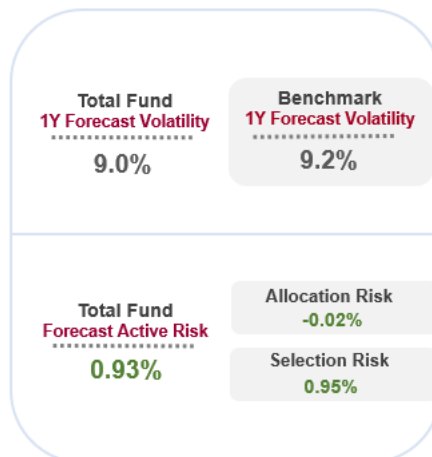 Total Fund
1Y Forecast Volatility
9.0%
Benchmark
1Y Forecast Volatility
9.2%
Total Fund
Forecast Active Risk
0.93%
Allocation Risk
-0.02%
Selection Risk
0.95%